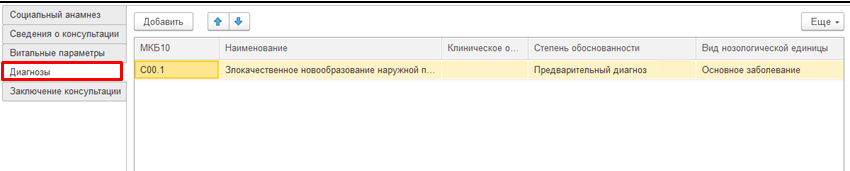 Социальный анамнез
Сведения о консультации
Витальные параметры
Диагнозы
Заключение консультации
Добавить
Еще
МКБ10 Наименование Клиническое о... Степень обоснованности Вид нозологической единицы
C00.1 Злокачественное новообразование наружной п... Предварительный диагноз Основное заболевание